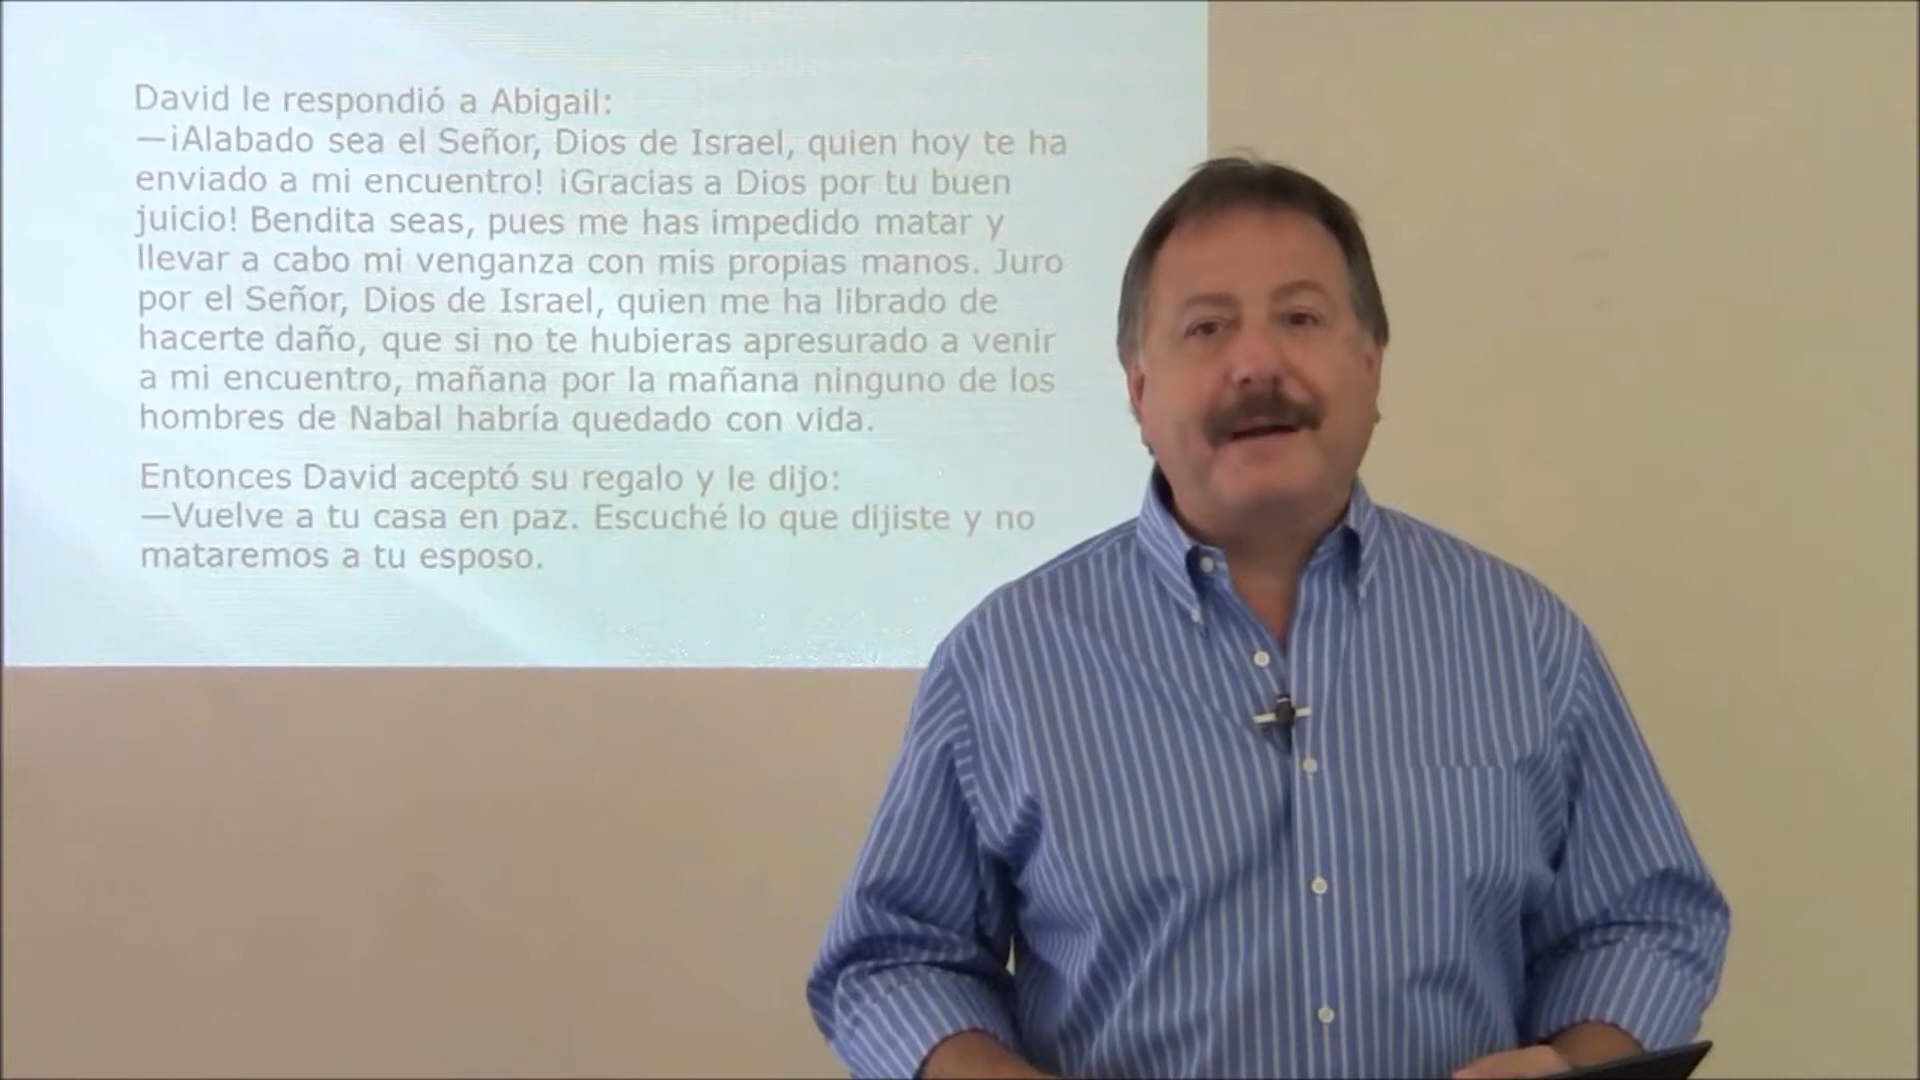 David le respondió a Abigail:
—¡Alabado sea el Señor, Dios de Israel, quien hoy te ha
enviado a mi encuentro! ¡Gracias a Dios por tu buen
juicio! Bendita seas, pues me has impedido matar y
llevar a cabo mi venganza con mis propias manos. Juro
por el Señor, Dios de Israel, quien me ha librado de
hacerte daño, que si no te hubieras apresurado a venir
a mi encuentro, mañana por la mañana ninguno de los
hombres de Nabal habría quedado con vida.
Entonces David aceptó su regalo y le dijo:
—Vuelve a tu casa en paz. Escuché lo que dijiste y no
mataremos a tu esposo.